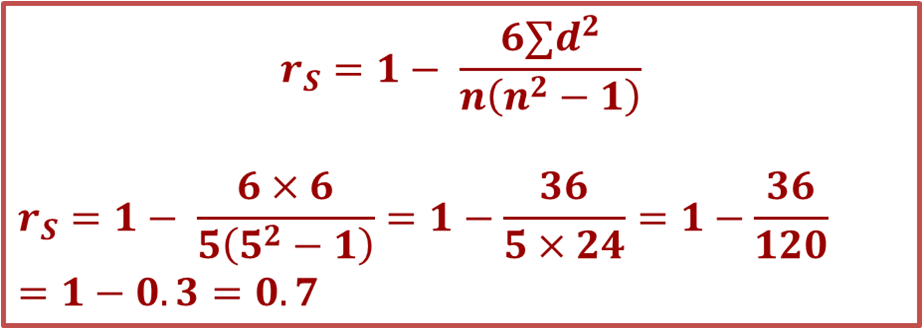 r_S = 1 − 6∑d² / n(n² − 1)
r_S = 1 − 6 × 6 / 5(5² − 1) = 1 − 36 / 5 × 24 = 1 − 36 / 120
= 1 − 0.3 = 0.7